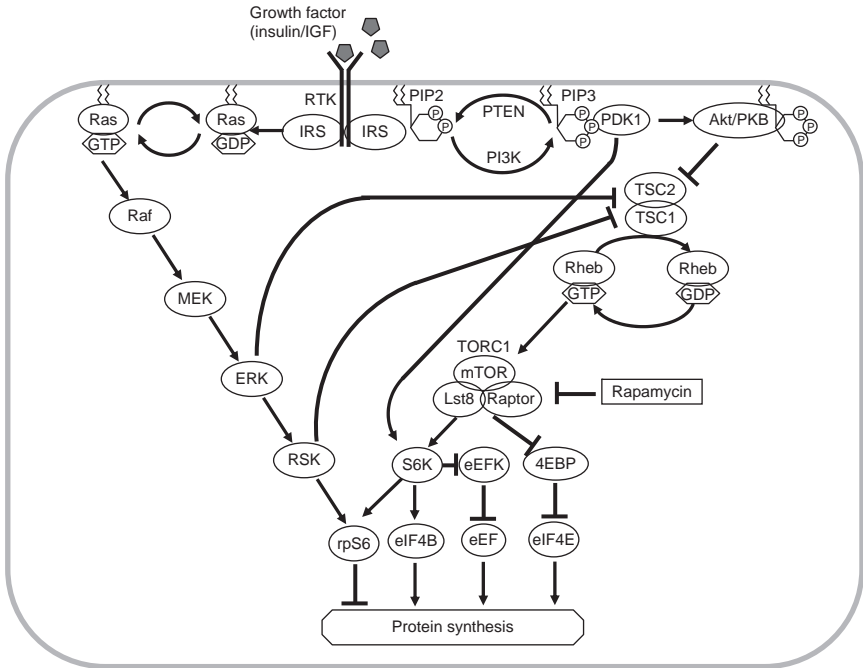 Growth factor
(insulin/IGF)
RTK
PIP2
PIP3
Ras
GTP
Ras
GDP
IRS
IRS
P
P
PTEN
PI3K
P
P
P
PDK1
Akt/PKB
P
P
P
TSC2
TSC1
Raf
Rheb
GTP
Rheb
GDP
MEK
TORC1
mTOR
Lst8
Raptor
Rapamycin
ERK
RSK
S6K
eEFK
4EBP
rpS6
eIF4B
eEF
eIF4E
Protein synthesis